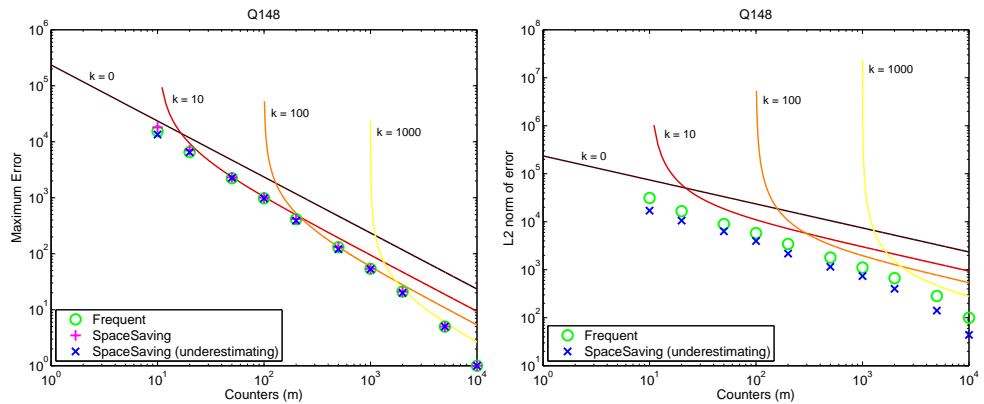 Q148
10^6
10^5
10^4
10^3
10^2
10^1
10^0
Maximum Error
k = 0
k = 10
k = 100
k = 1000
Frequent
SpaceSaving
SpaceSaving (underestimating)
10^0 10^1 10^2 10^3 10^4
Counters (m)
Q148
10^8
10^7
10^6
10^5
10^4
10^3
10^2
10^1
L2 norm of error
k = 0
k = 10
k = 100
k = 1000
Frequent
SpaceSaving (underestimating)
10^0 10^1 10^2 10^3 10^4
Counters (m)